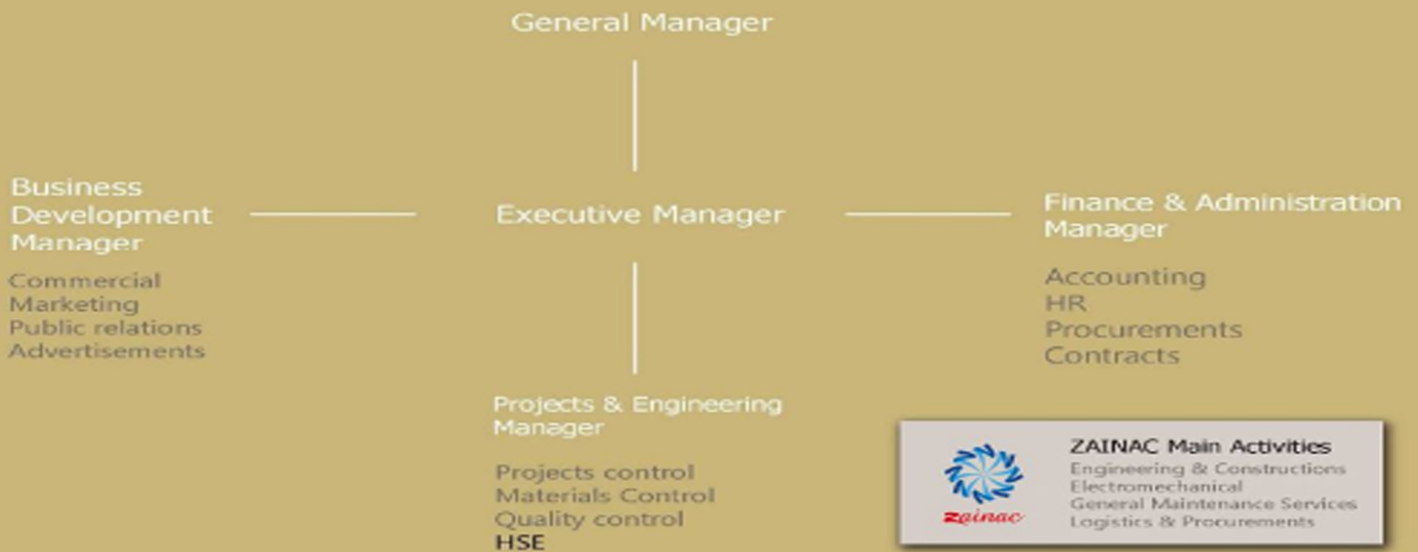 General Manager
Business
Development
Manager
Commercial
Marketing
Public relations
Advertisements
Executive Manager
Finance & Administration
Manager
Accounting
HR
Procurements
Contracts
Projects & Engineering
Manager
Projects control
Materials Control
Quality control
HSE
zainac
ZAINAC Main Activities
Engineering & Constructions
Electromechanical
General Maintenance Services
Logistics & Procurements